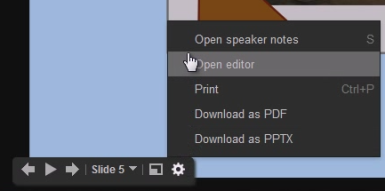 Open speaker notes S
Open editor
Print Ctrl+P
Download as PDF
Download as PPTX
Slide 5